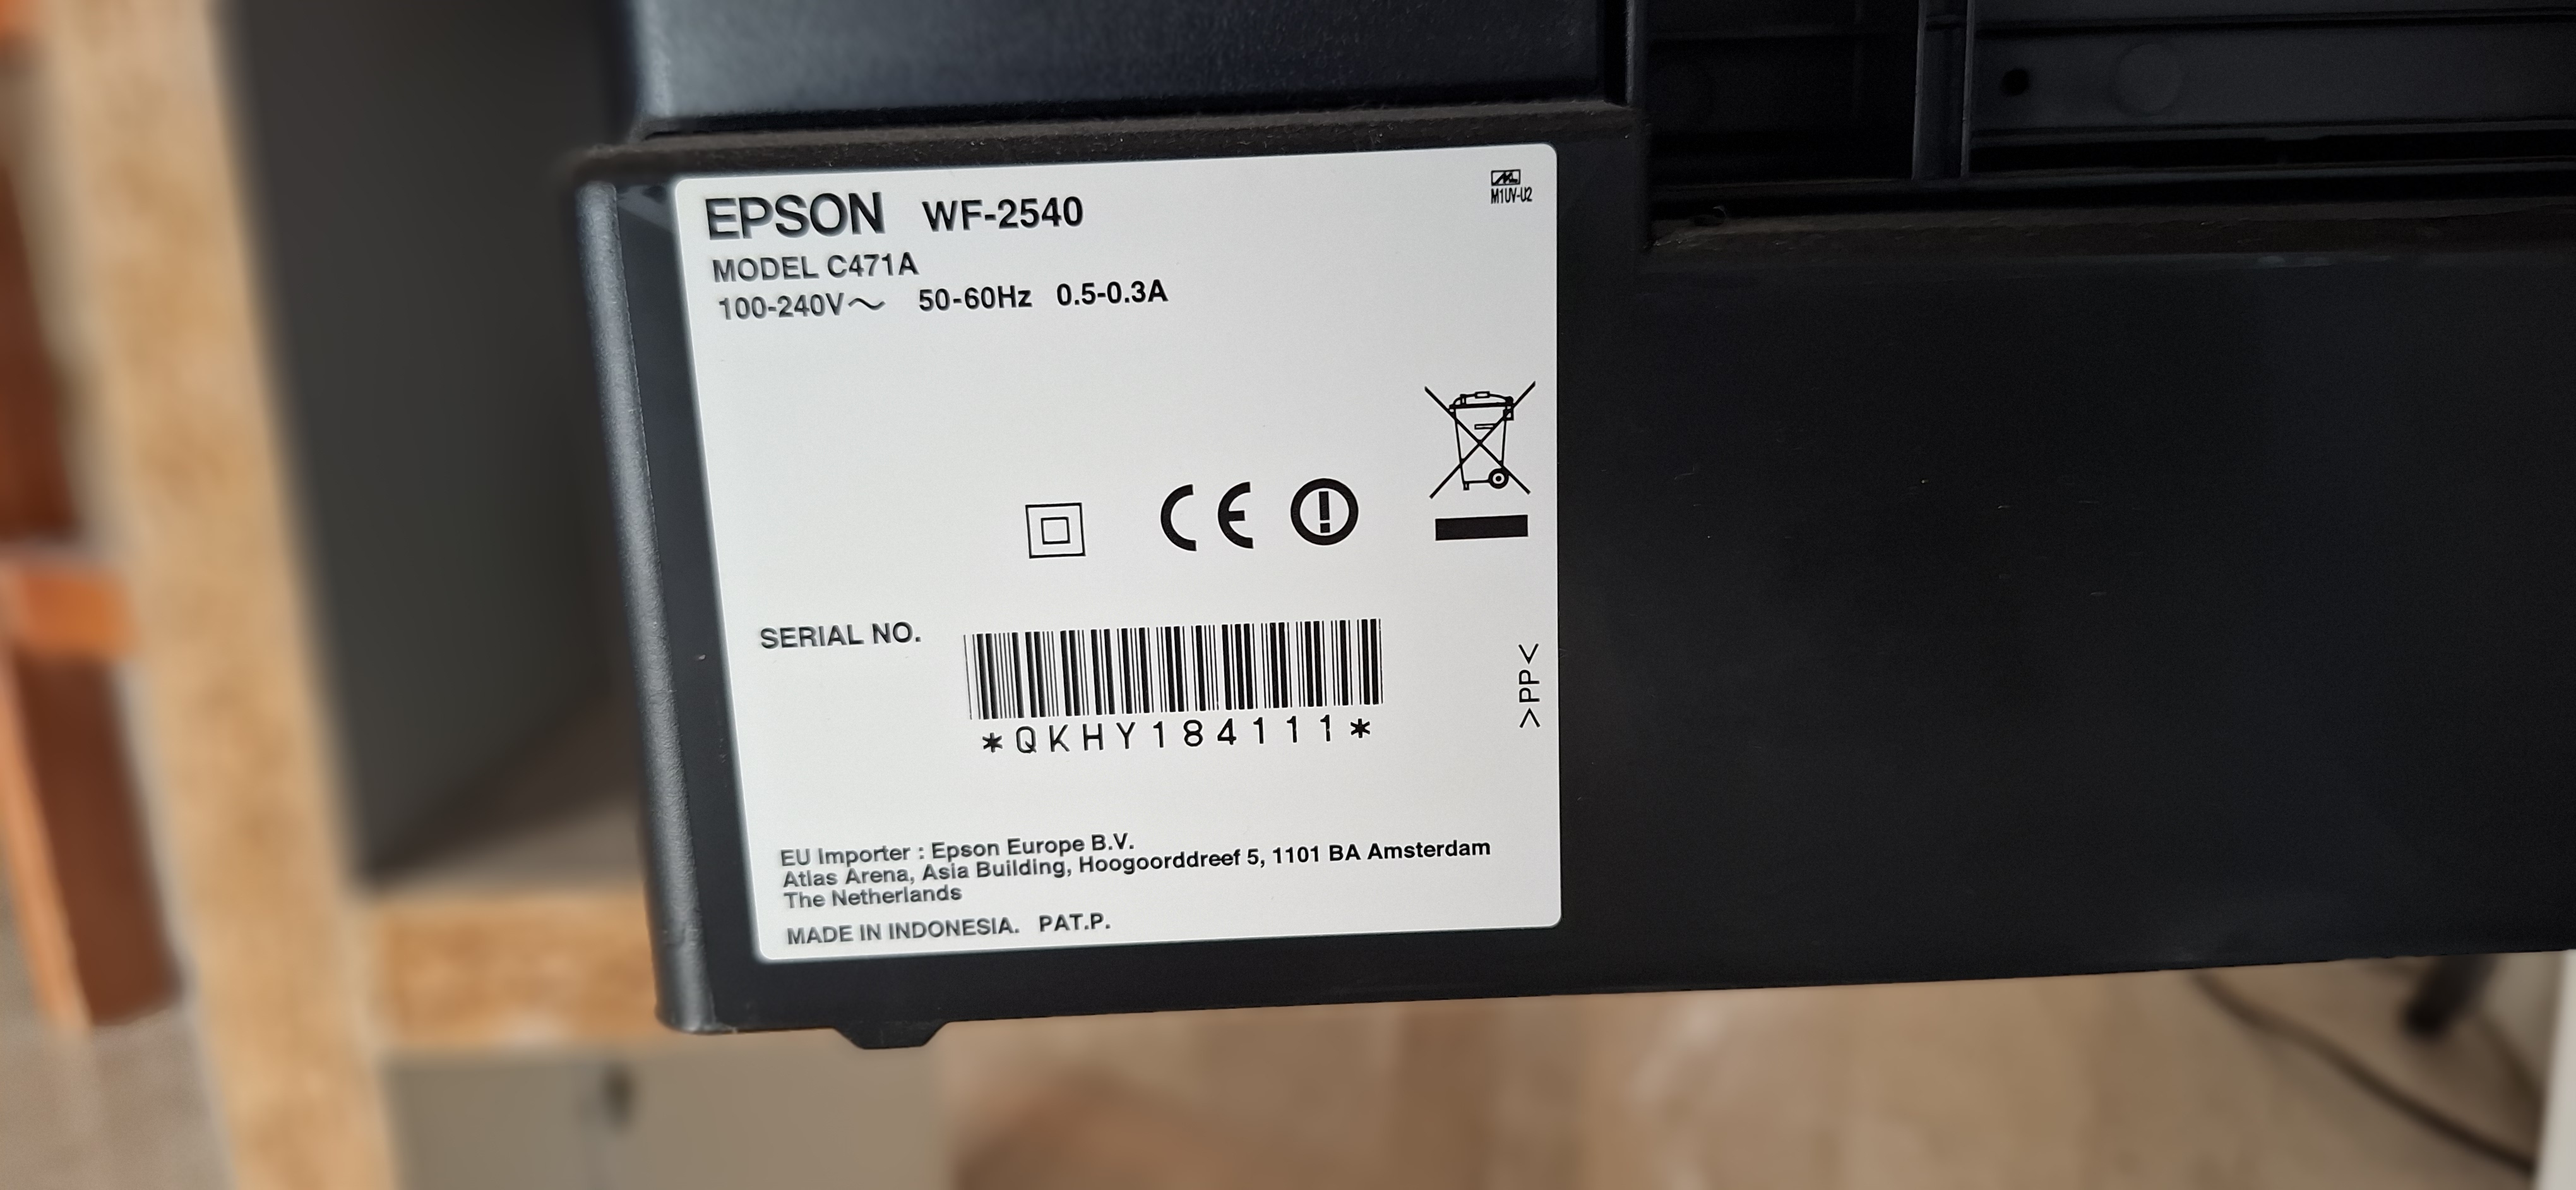 EPSON WF-2540
M1UV-U2
MODEL C471A
100-240V～ 50-60Hz 0.5-0.3A
CE
SERIAL NO.
*QKHY184111*
>PP<
EU Importer : Epson Europe B.V.
Atlas Arena, Asia Building, Hoogoorddreef 5, 1101 BA Amsterdam
The Netherlands
MADE IN INDONESIA. PAT.P.